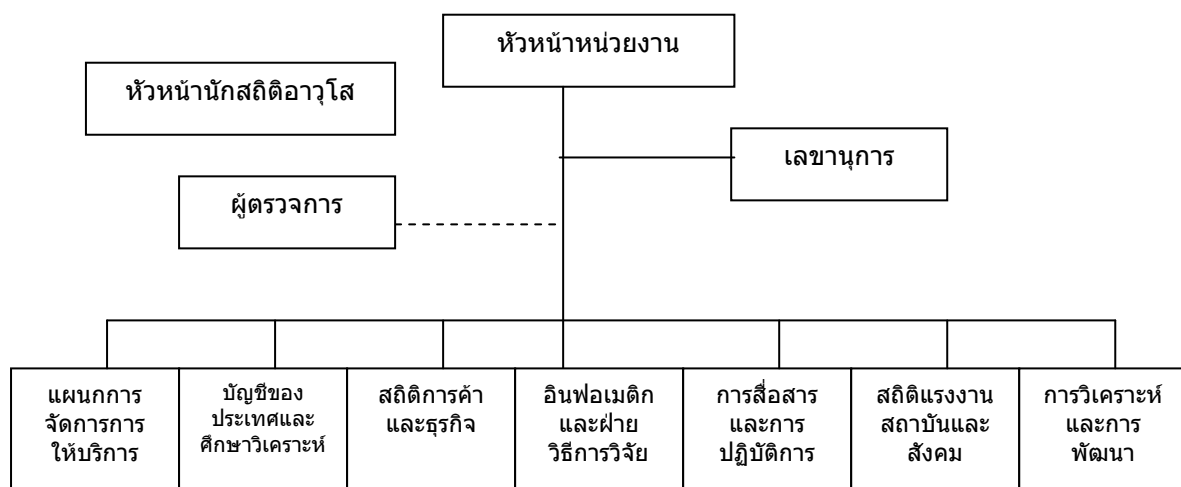 หัวหน้าหน่วยงาน
หัวหน้านักสถิติอาวุโส
เลขานุการ
ผู้ตรวจการ
แผนกการ
จัดการการ
ให้บริการ
บัญชีของ
ประเทศและ
ศึกษาวิเคราะห์
สถิติการค้า
และธุรกิจ
อินฟอเมติก
และฝ่าย
วิธีการวิจัย
การสื่อสาร
และการ
ปฏิบัติการ
สถิติแรงงาน
สถาบันและ
สังคม
การวิเคราะห์
และการ
พัฒนา